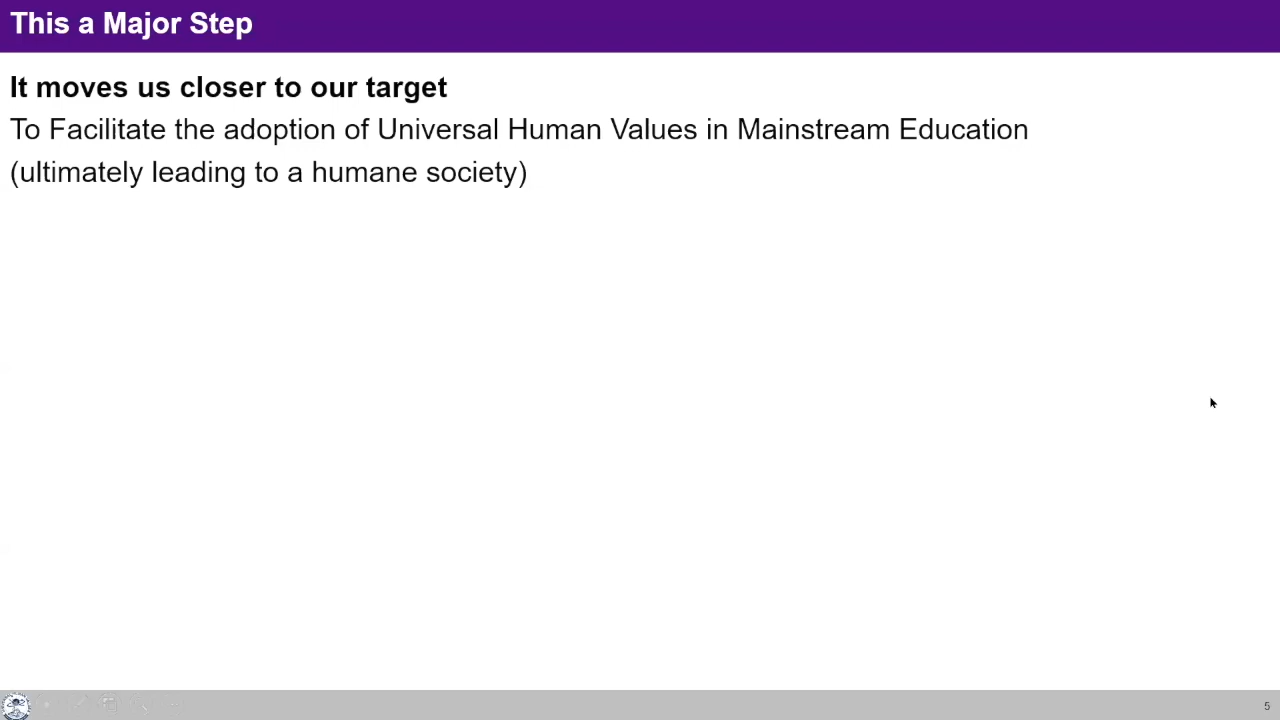 This a Major Step
It moves us closer to our target
To Facilitate the adoption of Universal Human Values in Mainstream Education
(ultimately leading to a humane society)
5